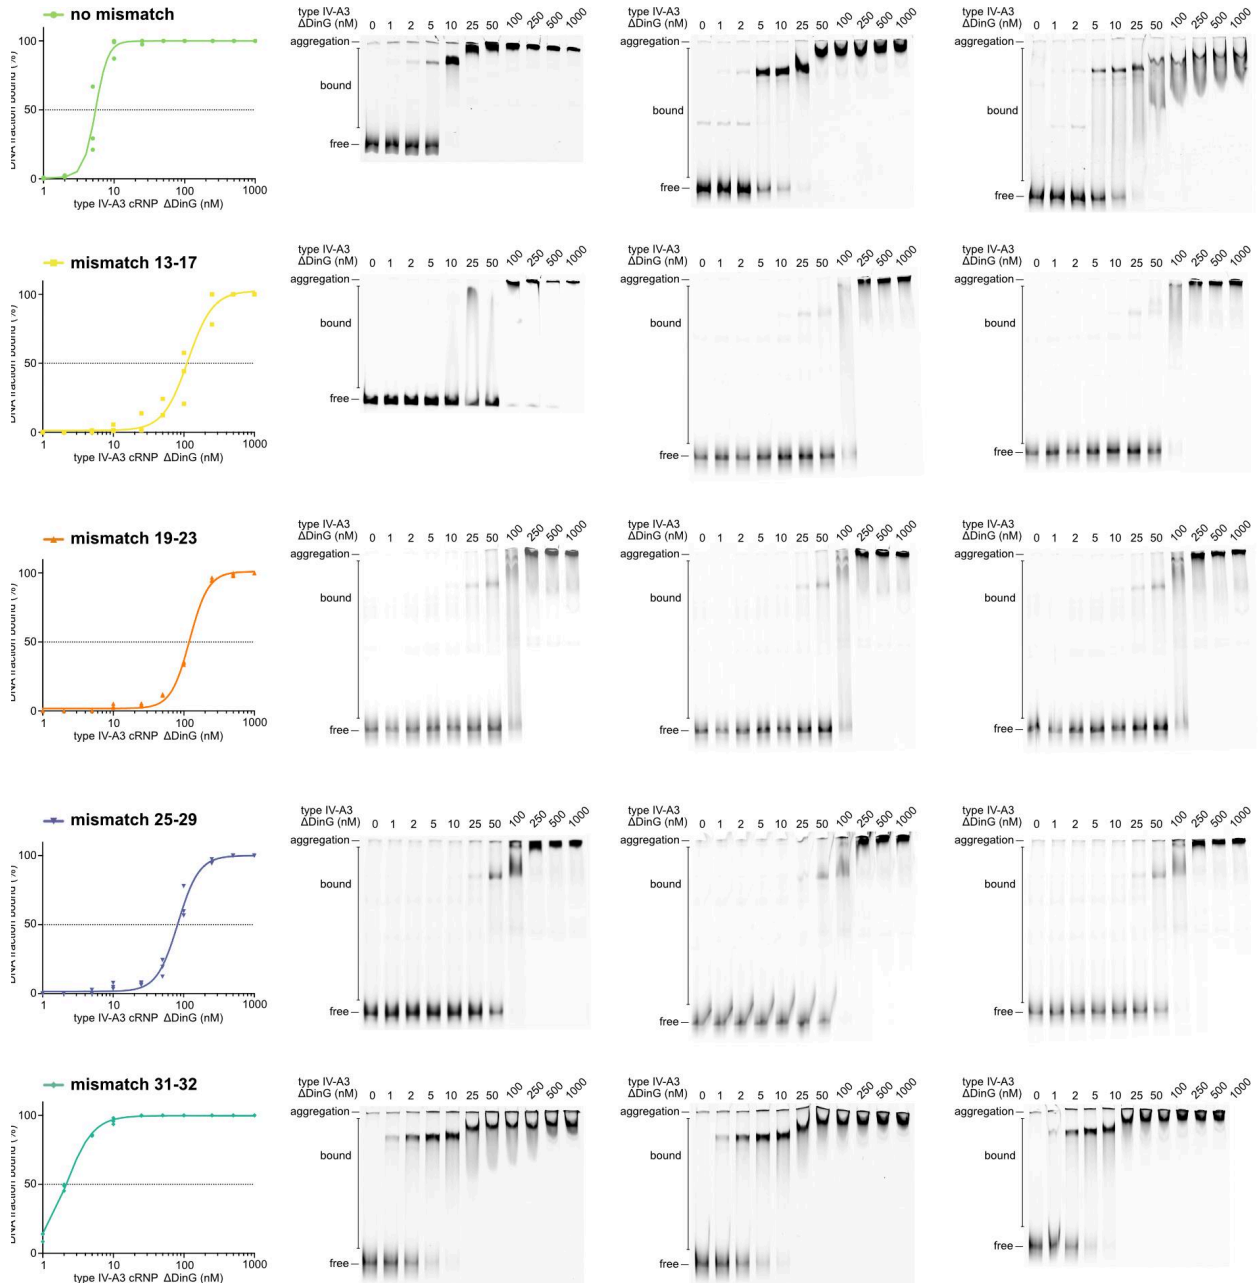 no mismatch
100
50
0
1 10 100 1000
type IV-A3 cRNP ΔDinG (nM)
type IV-A3
ΔDinG (nM) 0 1 2 5 10 25 50 100 250 500 1000
aggregation
bound
free
type IV-A3
ΔDinG (nM) 0 1 2 5 10 25 50 100 250 500 1000
aggregation
bound
free
type IV-A3
ΔDinG (nM) 0 1 2 5 10 25 50 100 250 500 1000
aggregation
bound
free
mismatch 13-17
100
50
0
1 10 100 1000
type IV-A3 cRNP ΔDinG (nM)
type IV-A3
ΔDinG (nM) 0 1 2 5 10 25 50 100 250 500 1000
aggregation
bound
free
type IV-A3
ΔDinG (nM) 0 1 2 5 10 25 50 100 250 500 1000
aggregation
bound
free
type IV-A3
ΔDinG (nM) 0 1 2 5 10 25 50 100 250 500 1000
aggregation
bound
free
mismatch 19-23
100
50
0
1 10 100 1000
type IV-A3 cRNP ΔDinG (nM)
type IV-A3
ΔDinG (nM) 0 1 2 5 10 25 50 100 250 500 1000
aggregation
bound
free
type IV-A3
ΔDinG (nM) 0 1 2 5 10 25 50 100 250 500 1000
aggregation
bound
free
type IV-A3
ΔDinG (nM) 0 1 2 5 10 25 50 100 250 500 1000
aggregation
bound
free
mismatch 25-29
100
50
0
1 10 100 1000
type IV-A3 cRNP ΔDinG (nM)
type IV-A3
ΔDinG (nM) 0 1 2 5 10 25 50 100 250 500 1000
aggregation
bound
free
type IV-A3
ΔDinG (nM) 0 1 2 5 10 25 50 100 250 500 1000
aggregation
bound
free
type IV-A3
ΔDinG (nM) 0 1 2 5 10 25 50 100 250 500 1000
aggregation
bound
free
mismatch 31-32
100
50
0
1 10 100 1000
type IV-A3 cRNP ΔDinG (nM)
type IV-A3
ΔDinG (nM) 0 1 2 5 10 25 50 100 250 500 1000
aggregation
bound
free
type IV-A3
ΔDinG (nM) 0 1 2 5 10 25 50 100 250 500 1000
aggregation
bound
free
type IV-A3
ΔDinG (nM) 0 1 2 5 10 25 50 100 250 500 1000
aggregation
bound
free